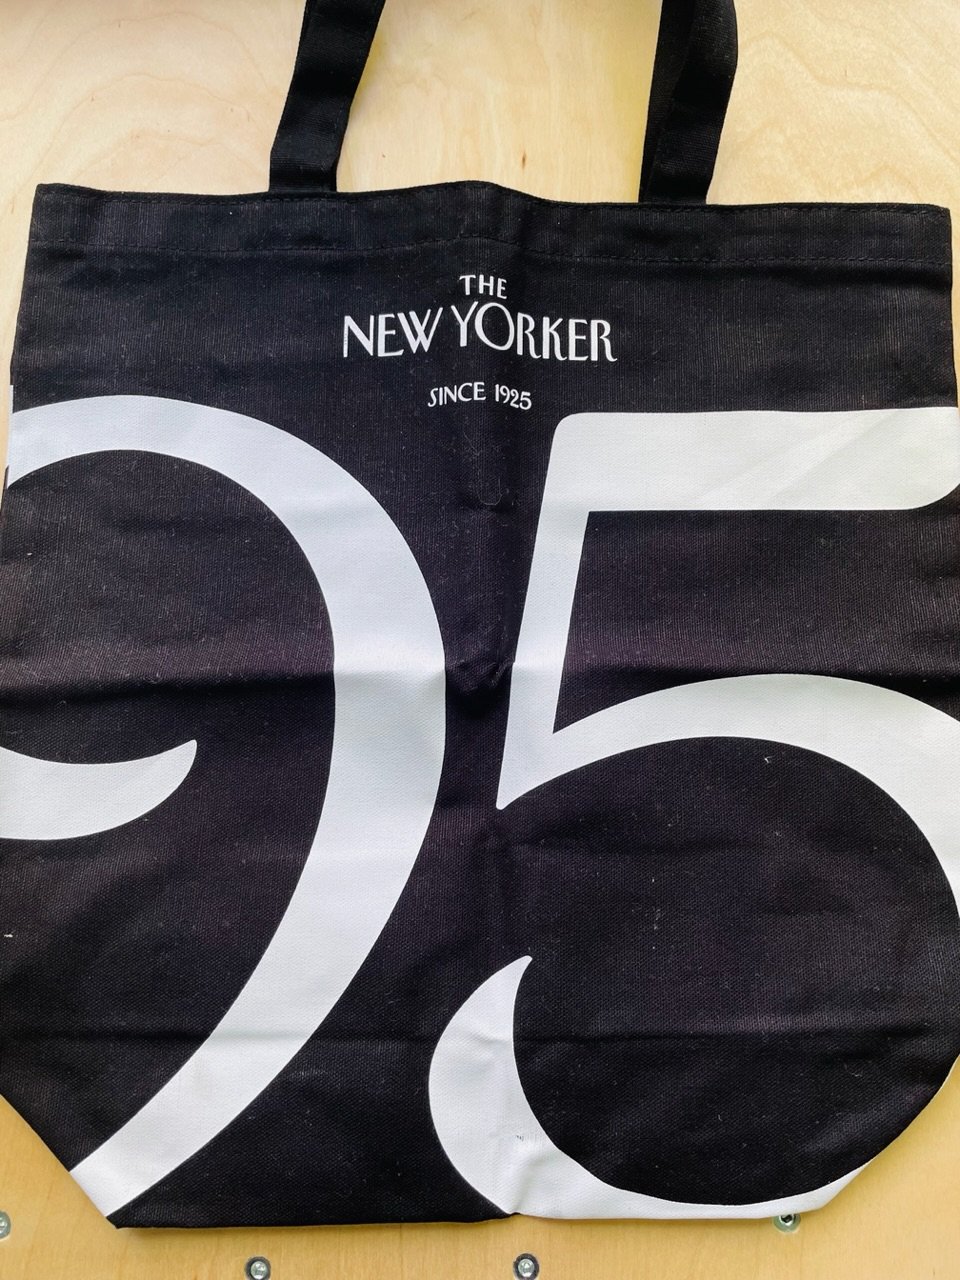 THE
NEW YORKER
SINCE 1925
95